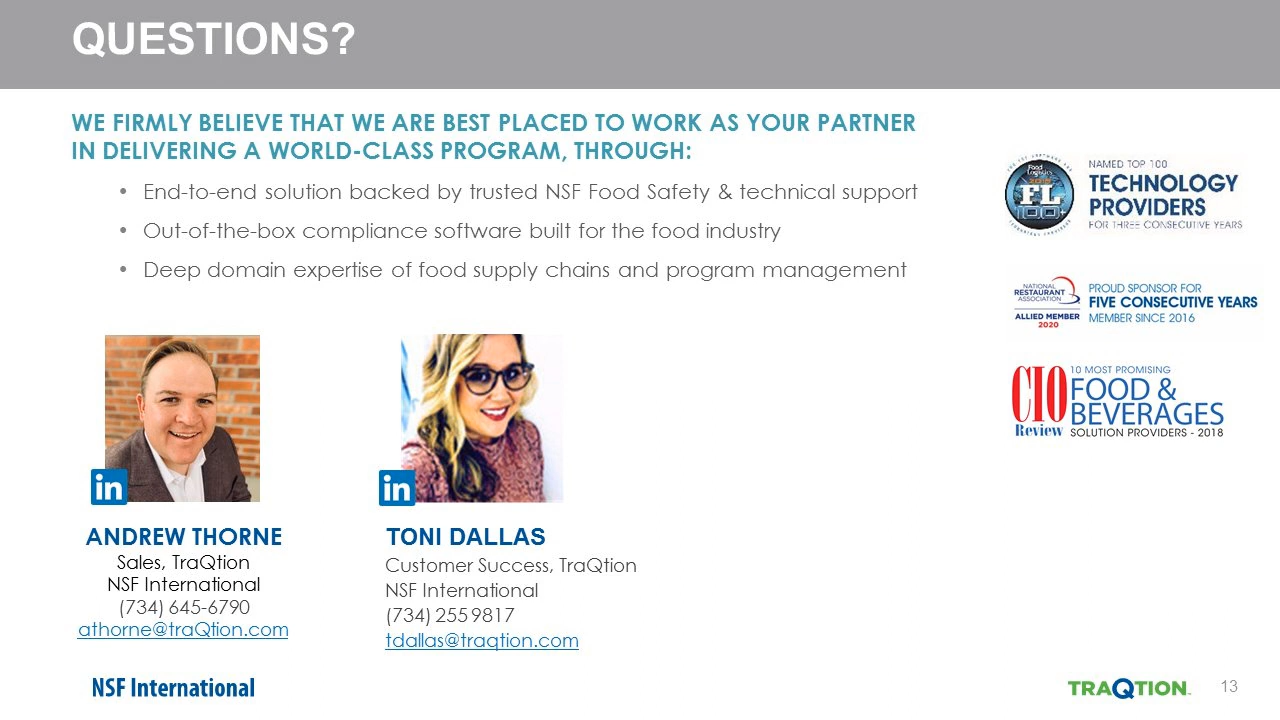 QUESTIONS?
WE FIRMLY BELIEVE THAT WE ARE BEST PLACED TO WORK AS YOUR PARTNER
IN DELIVERING A WORLD-CLASS PROGRAM, THROUGH:
• End-to-end solution backed by trusted NSF Food Safety & technical support
• Out-of-the-box compliance software built for the food industry
• Deep domain expertise of food supply chains and program management
Food
Logistics
FL
100+
NAMED TOP 100
TECHNOLOGY
PROVIDERS
FOR THREE CONSECUTIVE YEARS
NATIONAL
RESTAURANT
ASSOCIATION
ALLIED MEMBER
2020
PROUD SPONSOR FOR
FIVE CONSECUTIVE YEARS
MEMBER SINCE 2016
CIO
Review
10 MOST PROMISING
FOOD &
BEVERAGES
SOLUTION PROVIDERS - 2018
in
ANDREW THORNE
Sales, TraQtion
NSF International
(734) 645-6790
athorne@traQtion.com
in
TONI DALLAS
Customer Success, TraQtion
NSF International
(734) 255 9817
tdallas@traqtion.com
NSF International
TRAQTION™
13